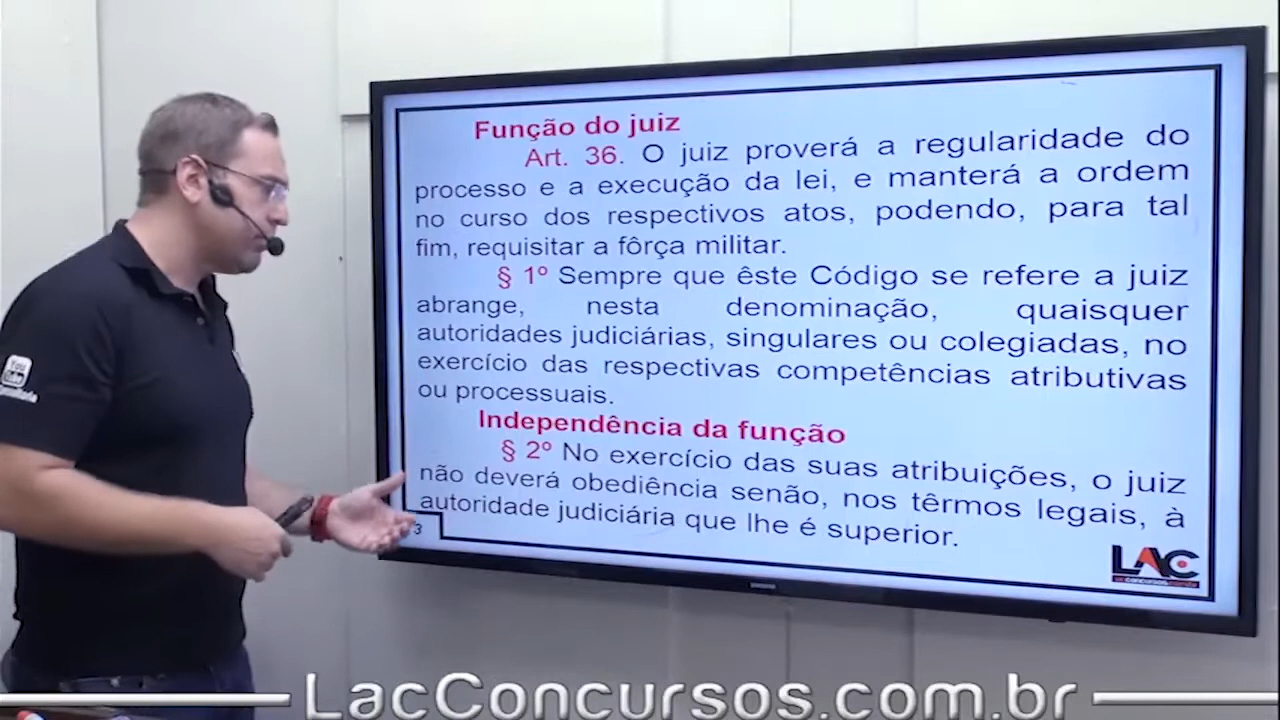 Função do juiz
Art. 36. O juiz proverá a regularidade do
processo e a execução da lei, e manterá a ordem
no curso dos respectivos atos, podendo, para tal
fim, requisitar a fôrça militar.
§ 1º Sempre que êste Código se refere a juiz
abrange, nesta denominação, quaisquer
autoridades judiciárias, singulares ou colegiadas, no
exercício das respectivas competências atributivas
ou processuais.
Independência da função
§ 2º No exercício das suas atribuições, o juiz
não deverá obediência senão, nos têrmos legais, à
autoridade judiciária que lhe é superior.
3
LAC
You
LacConcursos.com.br